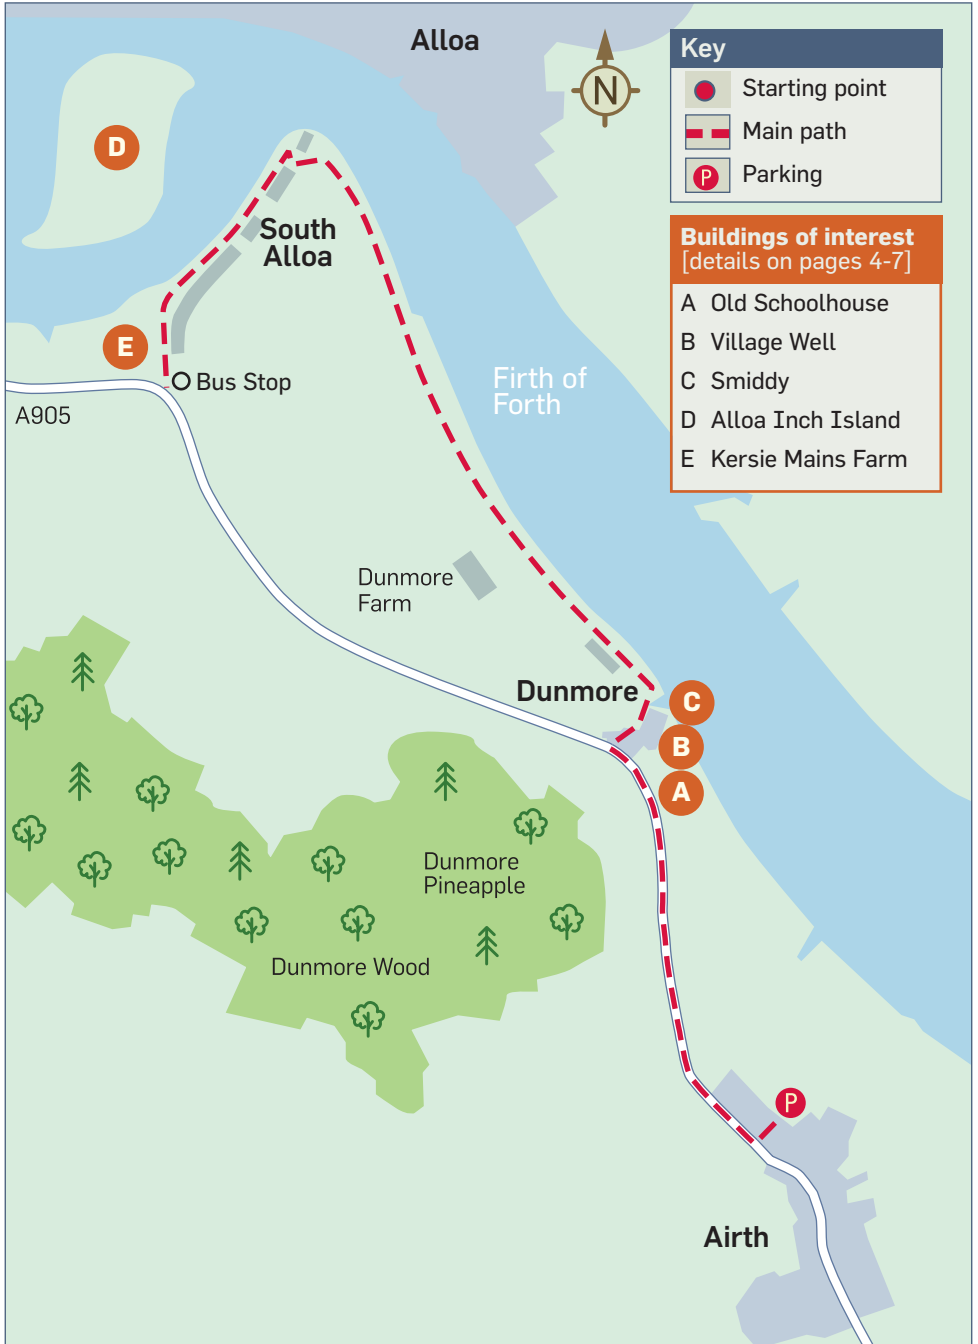 Alloa
N
Key
Starting point
Main path
P Parking
Buildings of interest
[details on pages 4-7]
A Old Schoolhouse
B Village Well
C Smiddy
D Alloa Inch Island
E Kersie Mains Farm
D
South
Alloa
E
Bus Stop
A905
Firth of
Forth
Dunmore
Farm
Dunmore
C
B
A
Dunmore
Pineapple
Dunmore Wood
P
Airth